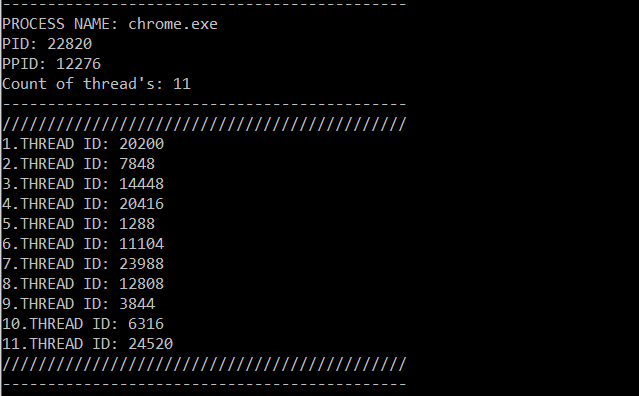 ---------------------------------------------
PROCESS NAME: chrome.exe
PID: 22820
PPID: 12276
Count of thread's: 11
---------------------------------------------
/////////////////////////////////////////////
1.THREAD ID: 20200
2.THREAD ID: 7848
3.THREAD ID: 14448
4.THREAD ID: 20416
5.THREAD ID: 1288
6.THREAD ID: 11104
7.THREAD ID: 23988
8.THREAD ID: 12808
9.THREAD ID: 3844
10.THREAD ID: 6316
11.THREAD ID: 24520
/////////////////////////////////////////////
---------------------------------------------